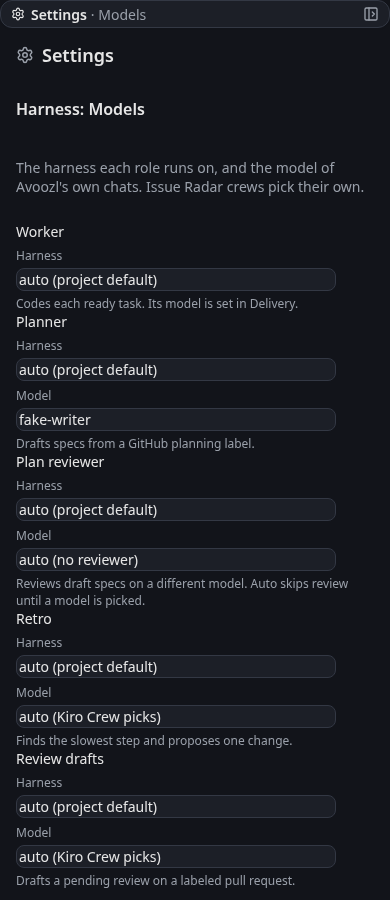 Settings · Models
Settings
Harness: Models
The harness each role runs on, and the model of
Avoozl's own chats. Issue Radar crews pick their own.
Worker
Harness
auto (project default)
Codes each ready task. Its model is set in Delivery.
Planner
Harness
auto (project default)
Model
fake-writer
Drafts specs from a GitHub planning label.
Plan reviewer
Harness
auto (project default)
Model
auto (no reviewer)
Reviews draft specs on a different model. Auto skips review
until a model is picked.
Retro
Harness
auto (project default)
Model
auto (Kiro Crew picks)
Finds the slowest step and proposes one change.
Review drafts
Harness
auto (project default)
Model
auto (Kiro Crew picks)
Drafts a pending review on a labeled pull request.